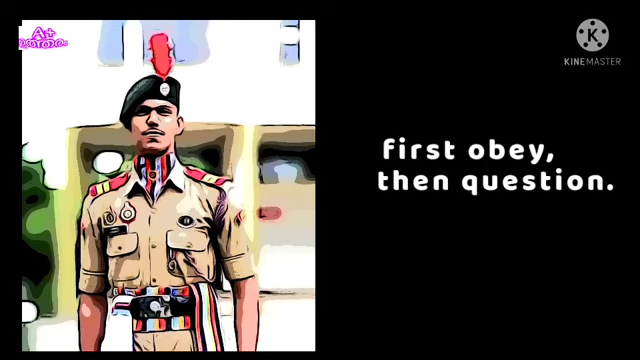 A+
KINEMASTER
first obey,
then question.